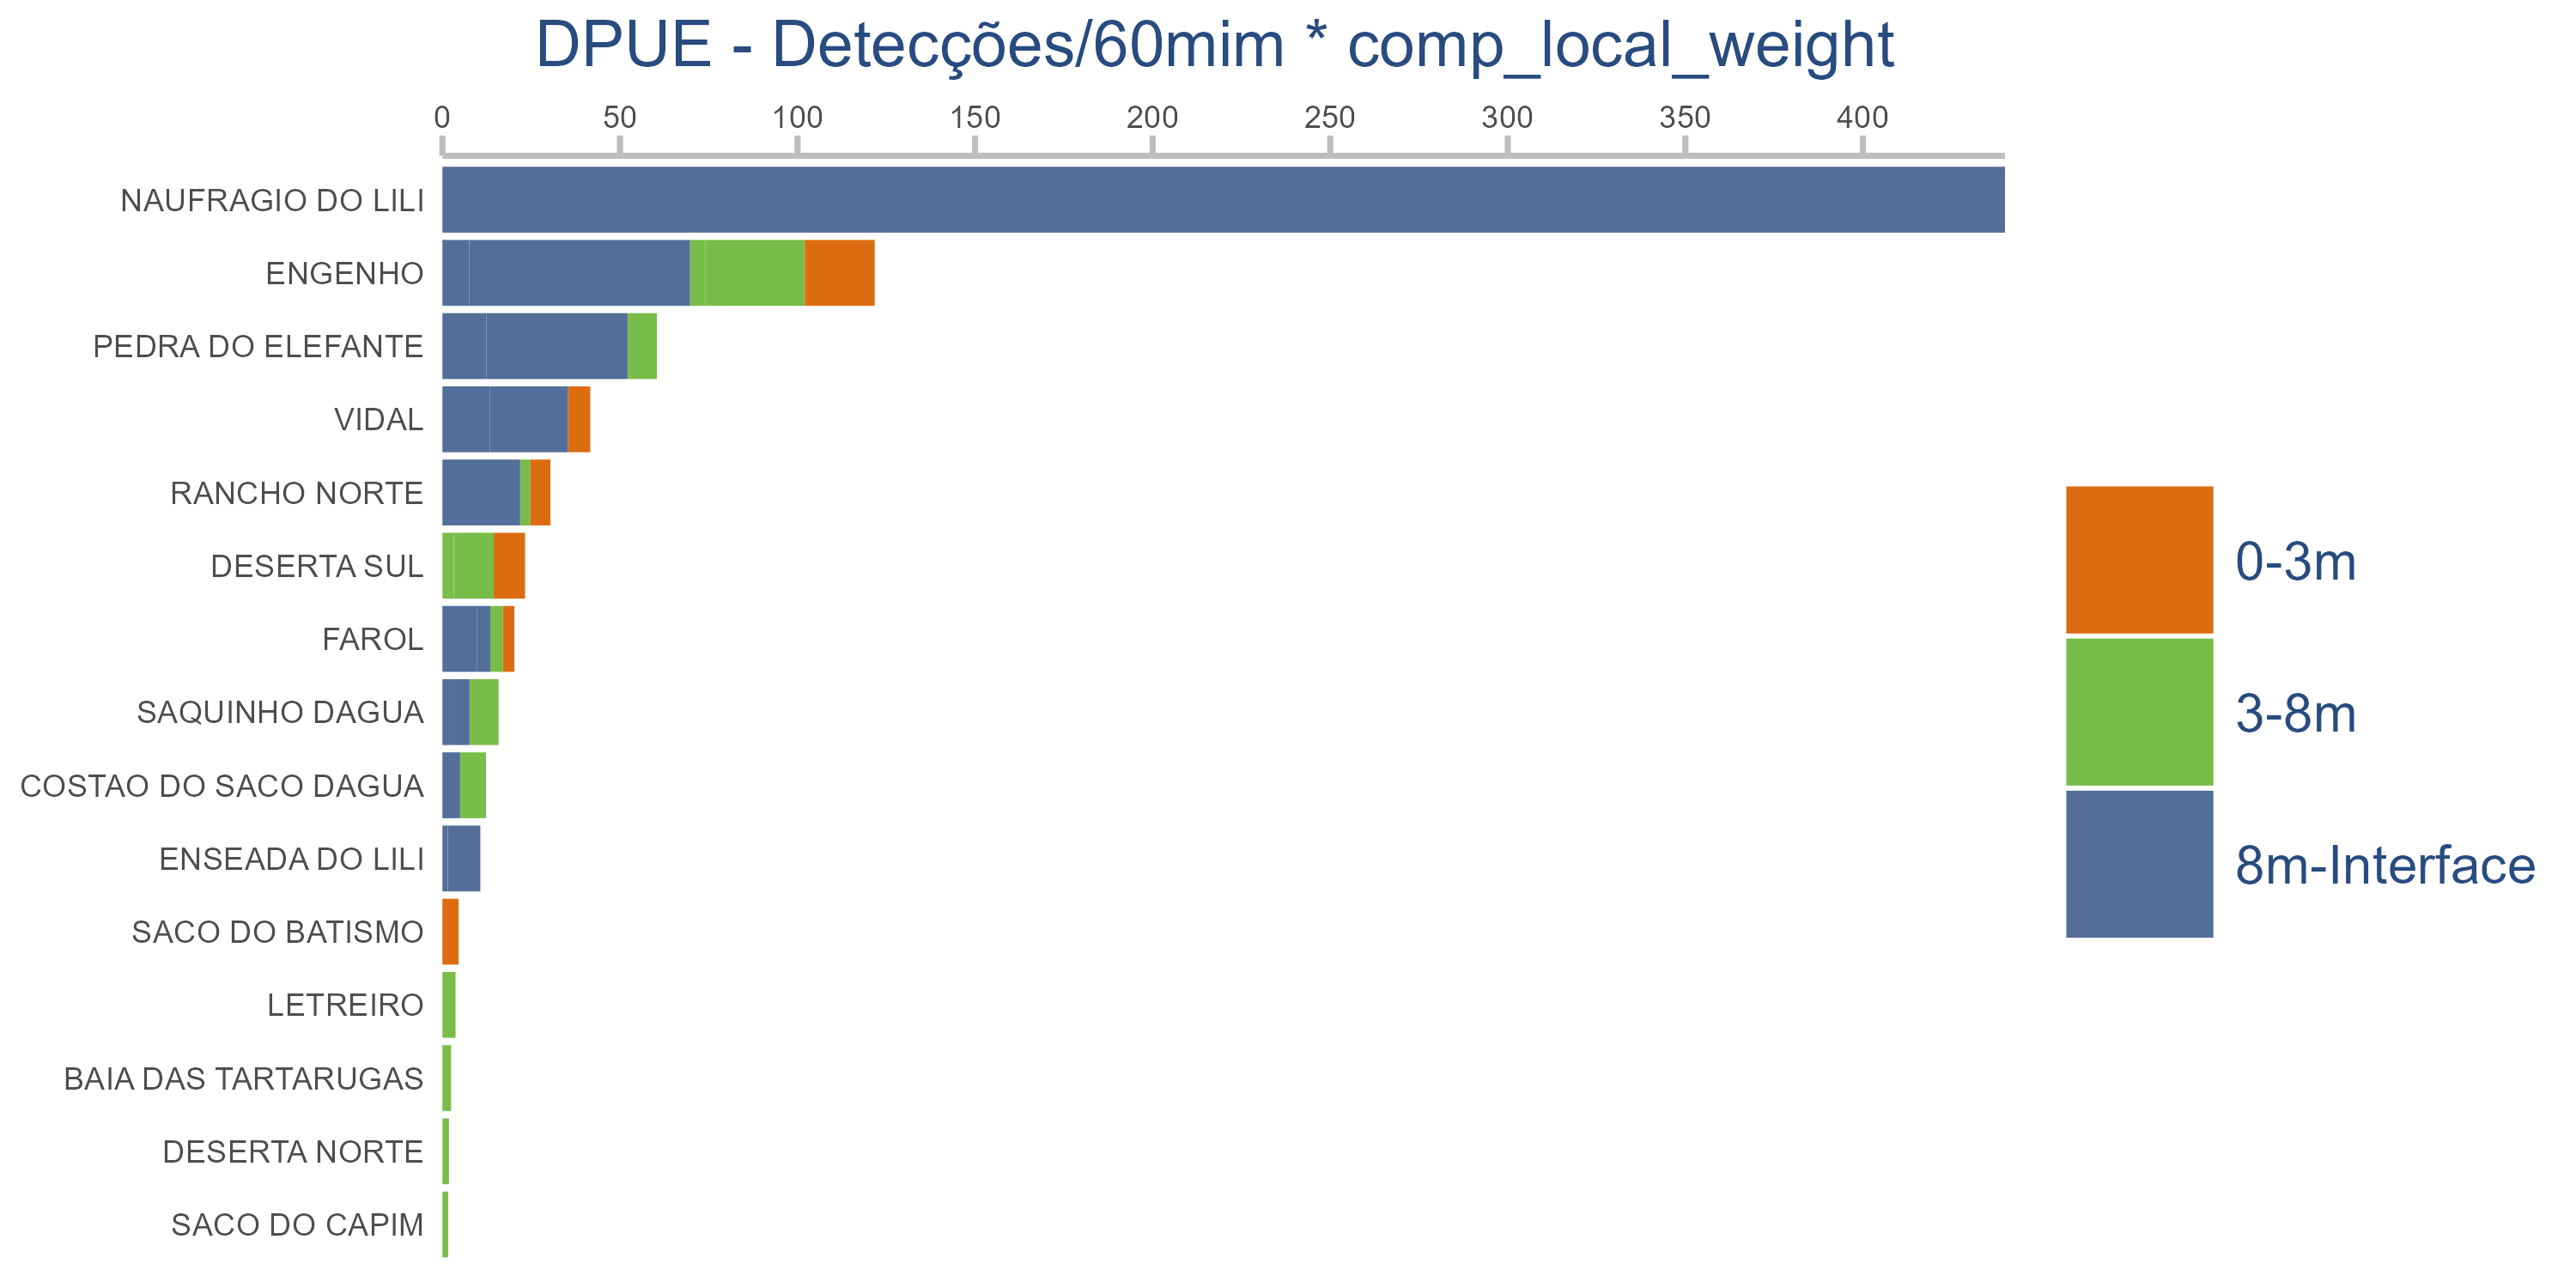 DPUE - Detecções/60mim * comp_local_weight
0 50 100 150 200 250 300 350 400
NAUFRAGIO DO LILI
ENGENHO
PEDRA DO ELEFANTE
VIDAL
RANCHO NORTE
DESERTA SUL
FAROL
SAQUINHO DAGUA
COSTAO DO SACO DAGUA
ENSEADA DO LILI
SACO DO BATISMO
LETREIRO
BAIA DAS TARTARUGAS
DESERTA NORTE
SACO DO CAPIM
0-3m
3-8m
8m-Interface